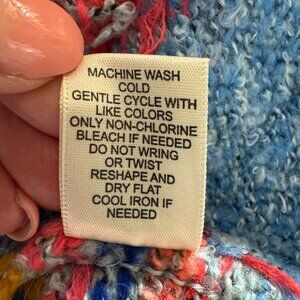 MACHINE WASH
COLD
GENTLE CYCLE WITH
LIKE COLORS
ONLY NON-CHLORINE
BLEACH IF NEEDED
DO NOT WRING
OR TWIST
RESHAPE AND
DRY FLAT
COOL IRON IF
NEEDED